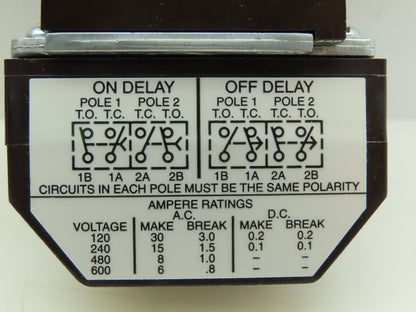 ON DELAY OFF DELAY
POLE 1 POLE 2 POLE 1 POLE 2
T.O. T.C. T.C. T.O. T.O. T.C. T.C. T.O.
1B 1A 2A 2B 1B 1A 2A 2B
CIRCUITS IN EACH POLE MUST BE THE SAME POLARITY
AMPERE RATINGS
A.C. D.C.
VOLTAGE MAKE BREAK MAKE BREAK
120 30 3.0 0.2 0.2
240 15 1.5 0.1 0.1
480 8 1.0 – –
600 6 .8 – –